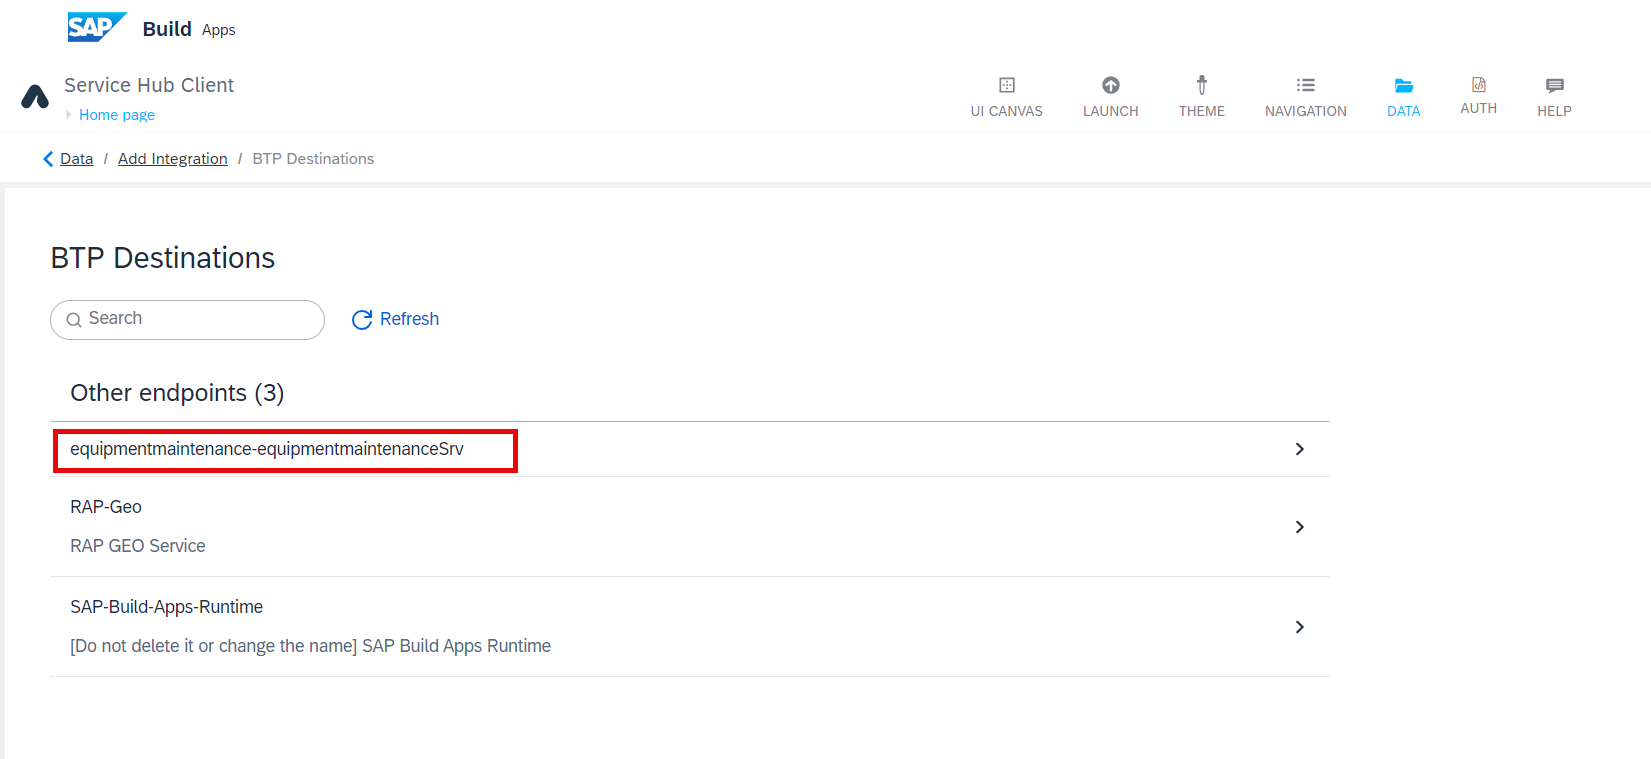 SAP Build Apps
Service Hub Client
Home page
UI CANVAS LAUNCH THEME NAVIGATION DATA AUTH HELP
Data / Add Integration / BTP Destinations
BTP Destinations
Search Refresh
Other endpoints (3)
equipmentmaintenance-equipmentmaintenanceSrv
RAP-Geo
RAP GEO Service
SAP-Build-Apps-Runtime
[Do not delete it or change the name] SAP Build Apps Runtime